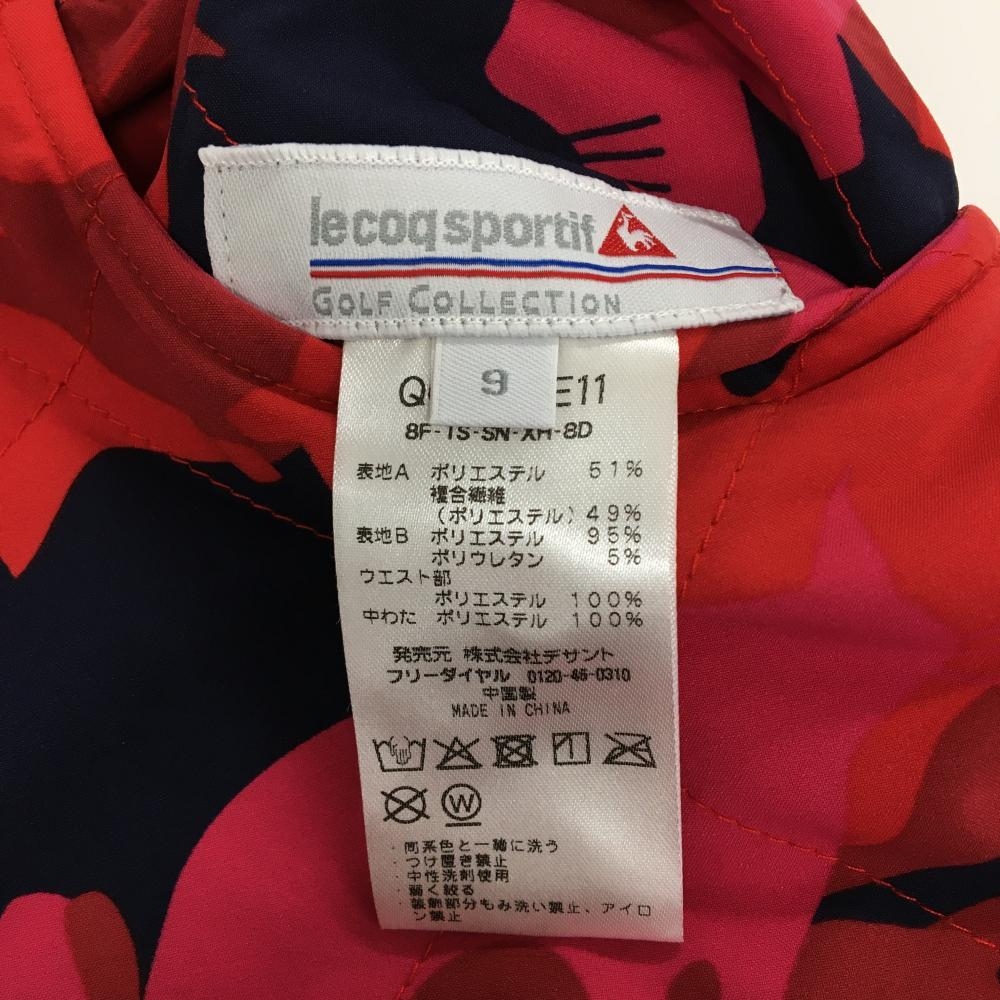 le coq sportif
GOLF COLLECTION
9
E11
8F-1S-SN-XH-8D
表地A ポリエステル 51%
複合繊維
(ポリエステル) 49%
表地B ポリエステル 95%
ポリウレタン 5%
ウエスト部
ポリエステル 100%
中わた ポリエステル 100%
発売元 株式会社デサント
フリーダイヤル 0120-46-0310
中国製
MADE IN CHINA
W
・同系色と一緒に洗う
・つけ置き禁止
・中性洗剤使用
・弱く絞る
・装飾部分もみ洗い禁止、アイロ
ン禁止